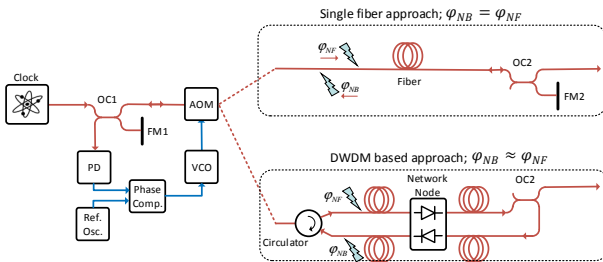 Single fiber approach; φNB = φNF
φNF
φNB
Fiber
OC2
FM2
Clock
OC1
FM1
AOM
PD
Phase
Comp.
VCO
Ref.
Osc.
DWDM based approach; φNB ≈ φNF
Network
Node
OC2
φNF
φNB
Circulator